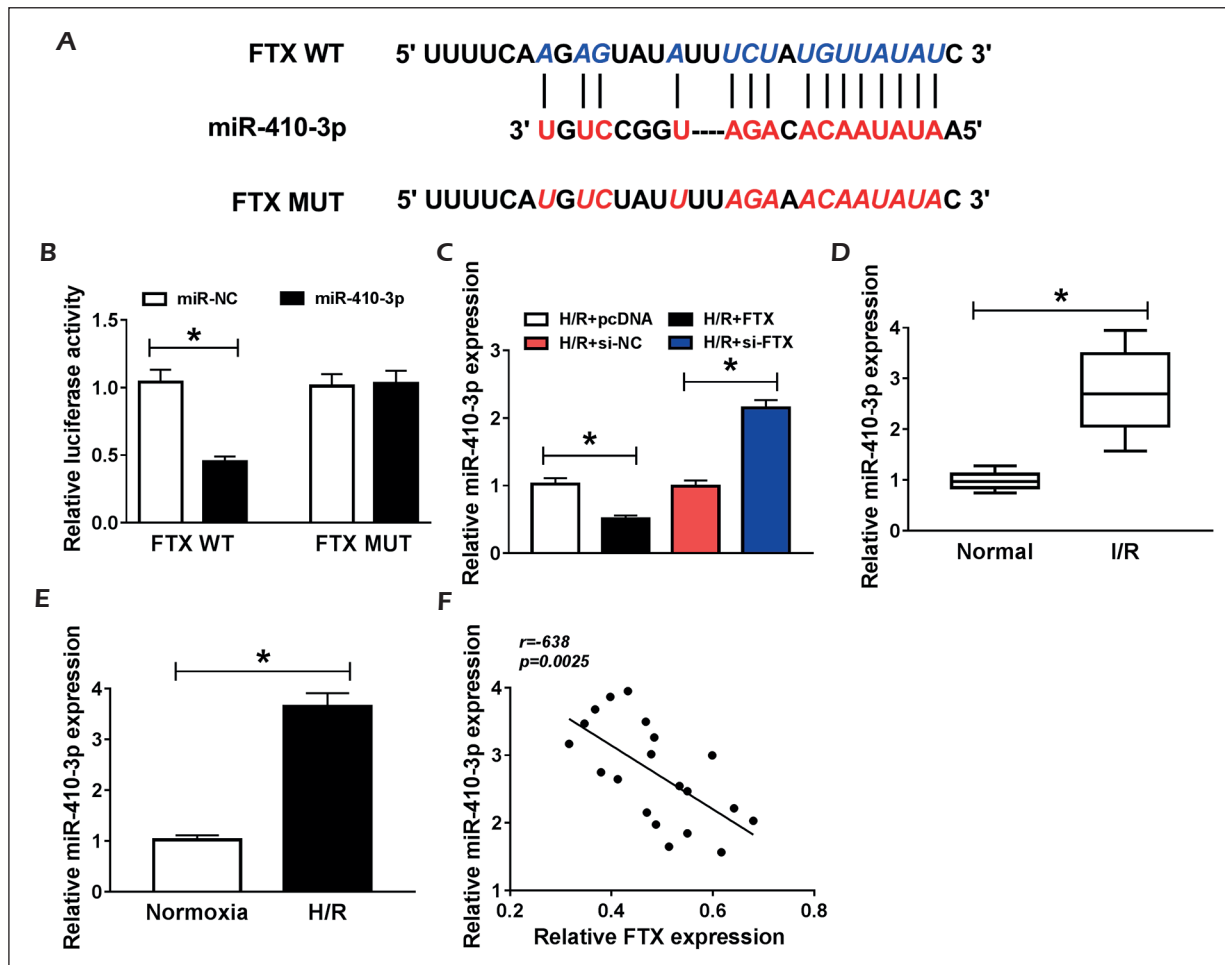 A
FTX WT 5' UUUUCAAGAGUAUAUUUCUAUGUUAUAUC 3'
miR-410-3p 3' UGUCCGGU----AGACACAAUAUAA5'
FTX MUT 5' UUUUCAUGUCUAUUUUAGAAACAAUAUAC 3'
B
miR-NC miR-410-3p
Relative luciferase activity
1.5
1.0
0.5
0.0
*
FTX WT FTX MUT
C
H/R+pcDNA H/R+FTX
H/R+si-NC H/R+si-FTX
Relative miR-410-3p expression
3
2
1
0
*
*
D
Relative miR-410-3p expression
4
3
2
1
0
*
Normal I/R
E
Relative miR-410-3p expression
4
3
2
1
0
*
Normoxia H/R
F
r=-638
p=0.0025
Relative miR-410-3p expression
4
3
2
1
0.2 0.4 0.6 0.8
Relative FTX expression